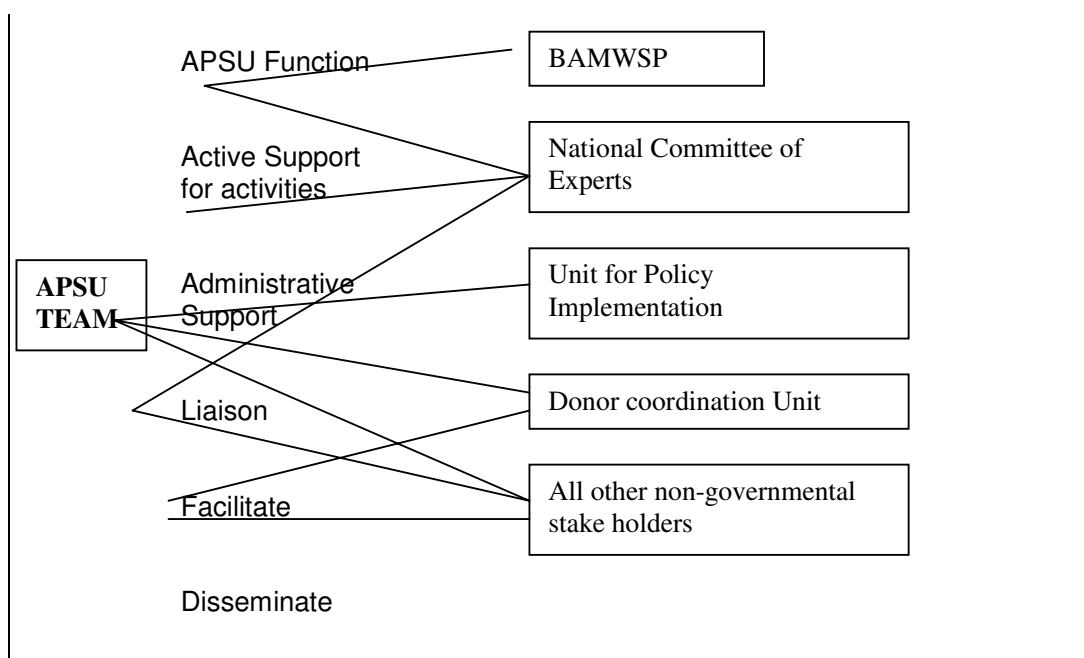 APSU Function
BAMWSP
Active Support
for activities
National Committee of
Experts
APSU
TEAM
Administrative
Support
Unit for Policy
Implementation
Liaison
Donor coordination Unit
Facilitate
All other non-governmental
stake holders
Disseminate